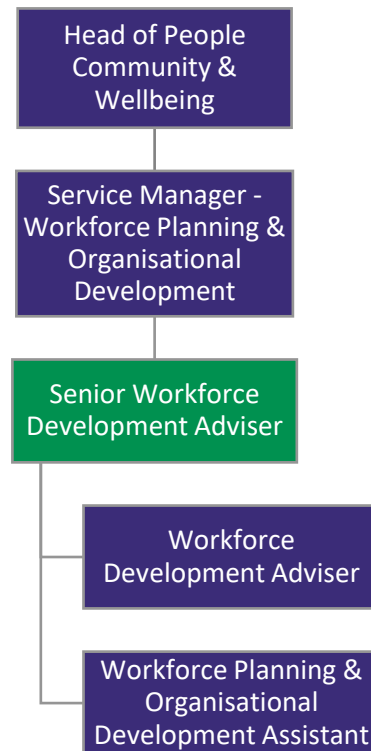 Head of People
Community &
Wellbeing
Service Manager -
Workforce Planning &
Organisational
Development
Senior Workforce
Development Adviser
Workforce
Development Adviser
Workforce Planning &
Organisational
Development Assistant